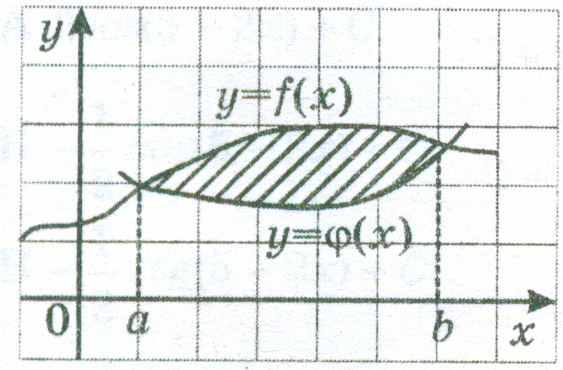 y
y=f(x)
y=φ(x)
0 a b x